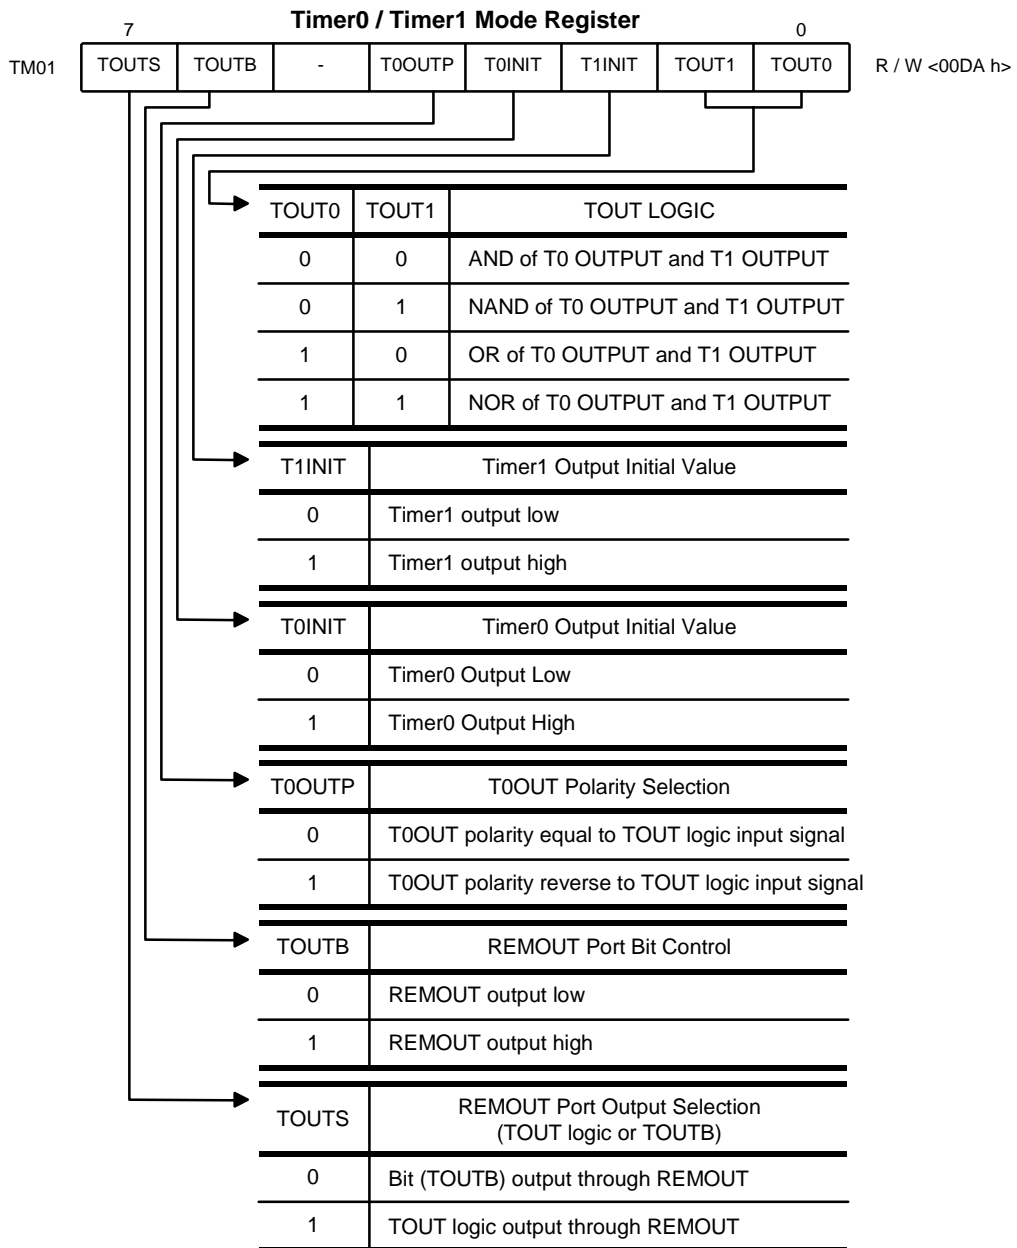 Timer0 / Timer1 Mode Register
7 0
TM01 TOUTS TOUTB - T0OUTP T0INIT T1INIT TOUT1 TOUT0 R / W <00DA h>
TOUT0 TOUT1 TOUT LOGIC
0 0 AND of T0 OUTPUT and T1 OUTPUT
0 1 NAND of T0 OUTPUT and T1 OUTPUT
1 0 OR of T0 OUTPUT and T1 OUTPUT
1 1 NOR of T0 OUTPUT and T1 OUTPUT
T1INIT Timer1 Output Initial Value
0 Timer1 output low
1 Timer1 output high
T0INIT Timer0 Output Initial Value
0 Timer0 Output Low
1 Timer0 Output High
T0OUTP T0OUT Polarity Selection
0 T0OUT polarity equal to TOUT logic input signal
1 T0OUT polarity reverse to TOUT logic input signal
TOUTB REMOUT Port Bit Control
0 REMOUT output low
1 REMOUT output high
TOUTS REMOUT Port Output Selection
(TOUT logic or TOUTB)
0 Bit (TOUTB) output through REMOUT
1 TOUT logic output through REMOUT